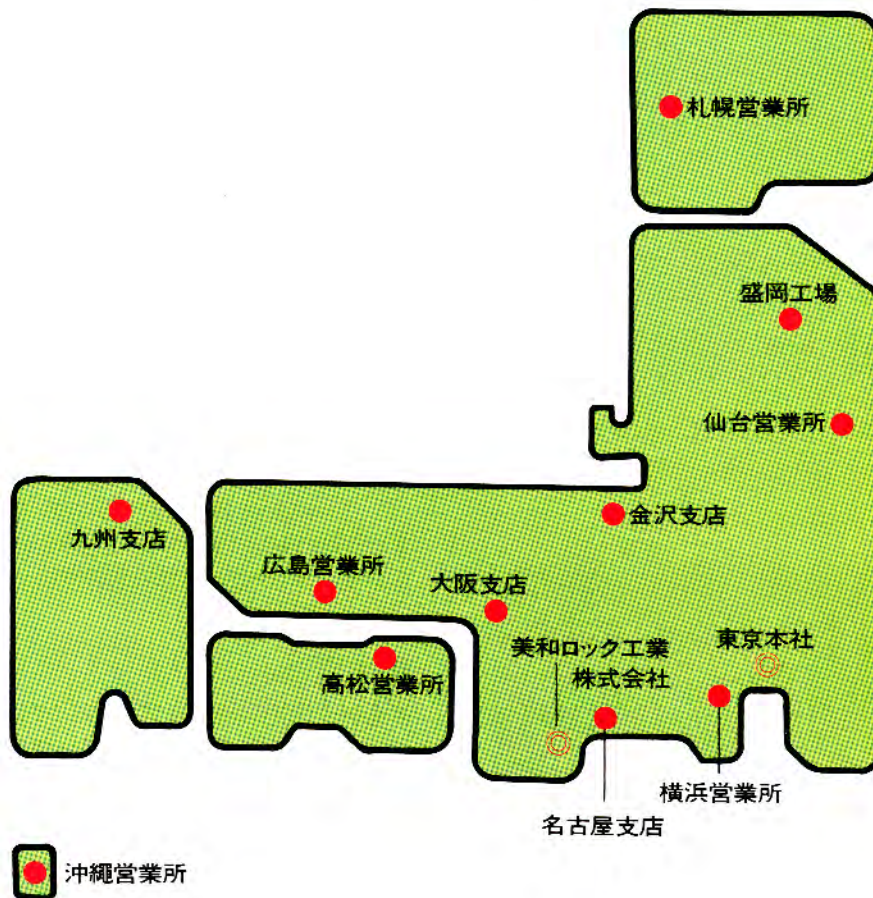 札幌営業所
盛岡工場
仙台営業所
金沢支店
九州支店
広島営業所
大阪支店
美和ロック工業
株式会社
東京本社
高松営業所
横浜営業所
名古屋支店
沖縄営業所